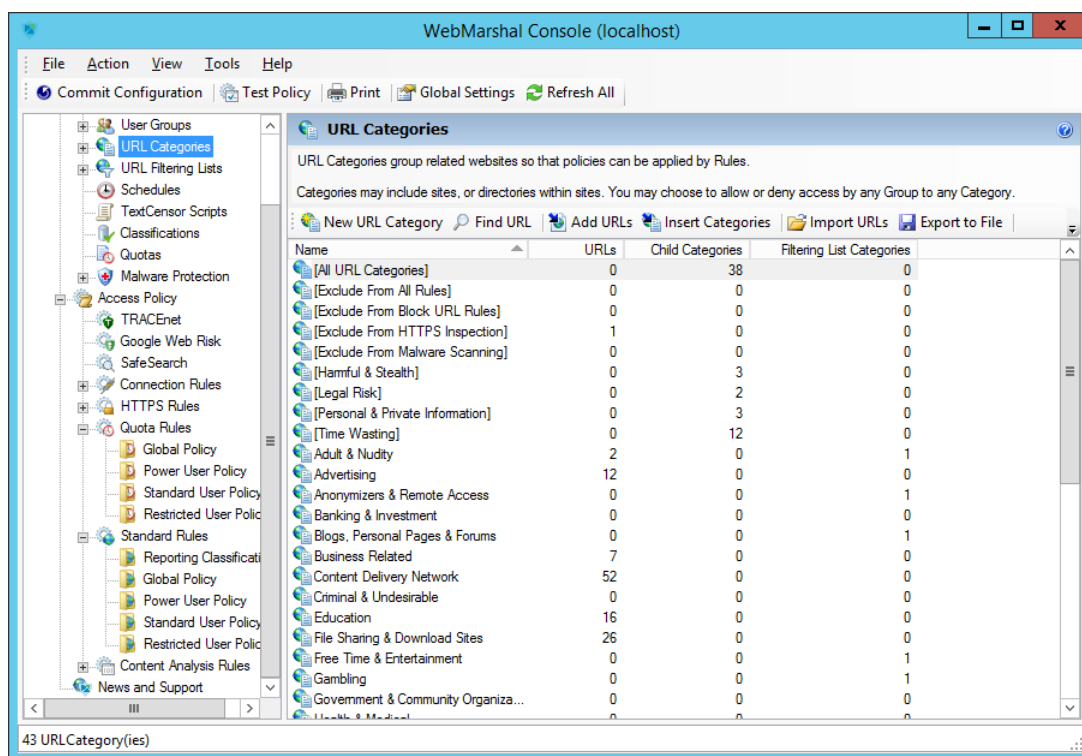 WebMarshal Console (localhost)
File Action View Tools Help
Commit Configuration Test Policy Print Global Settings Refresh All
User Groups
URL Categories
URL Filtering Lists
Schedules
TextCensor Scripts
Classifications
Quotas
Malware Protection
Access Policy
TRACEnet
Google Web Risk
SafeSearch
Connection Rules
HTTPS Rules
Quota Rules
Global Policy
Power User Policy
Standard User Policy
Restricted User Polic
Standard Rules
Reporting Classificati
Global Policy
Power User Policy
Standard User Policy
Restricted User Polic
Content Analysis Rules
News and Support
URL Categories
URL Categories group related websites so that policies can be applied by Rules.
Categories may include sites, or directories within sites. You may choose to allow or deny access by any Group to any Category.
New URL Category Find URL Add URLs Insert Categories Import URLs Export to File
Name URLs Child Categories Filtering List Categories
[All URL Categories] 0 38 0
[Exclude From All Rules] 0 0 0
[Exclude From Block URL Rules] 0 0 0
[Exclude From HTTPS Inspection] 1 0 0
[Exclude From Malware Scanning] 0 0 0
[Harmful & Stealth] 0 3 0
[Legal Risk] 0 2 0
[Personal & Private Information] 0 3 0
[Time Wasting] 0 12 0
Adult & Nudity 2 0 1
Advertising 12 0 0
Anonymizers & Remote Access 0 0 1
Banking & Investment 0 0 0
Blogs, Personal Pages & Forums 0 0 1
Business Related 7 0 0
Content Delivery Network 52 0 0
Criminal & Undesirable 0 0 0
Education 16 0 0
File Sharing & Download Sites 26 0 0
Free Time & Entertainment 0 0 1
Gambling 0 0 1
Government & Community Organiza... 0 0 0
Health & Medical 0 0 0
43 URLCategory(ies)